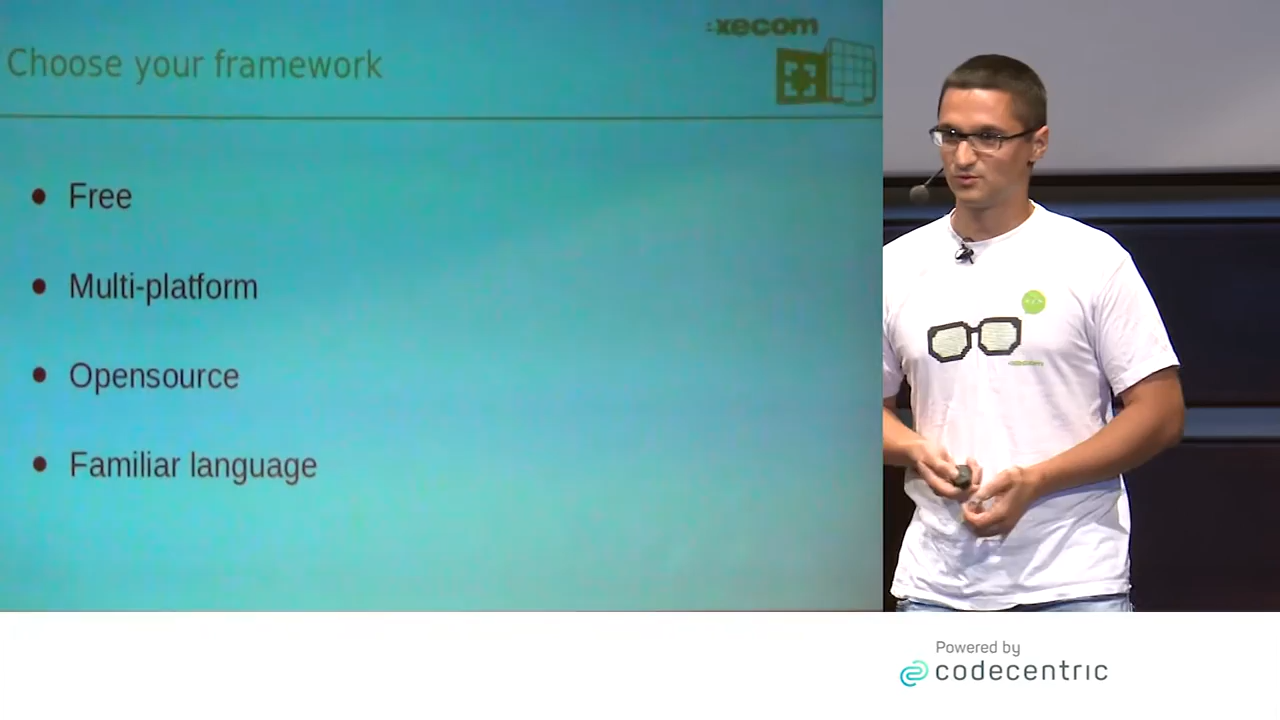 xecom
Choose your framework
Free
Multi-platform
Opensource
Familiar language
</>
Powered by
codecentric